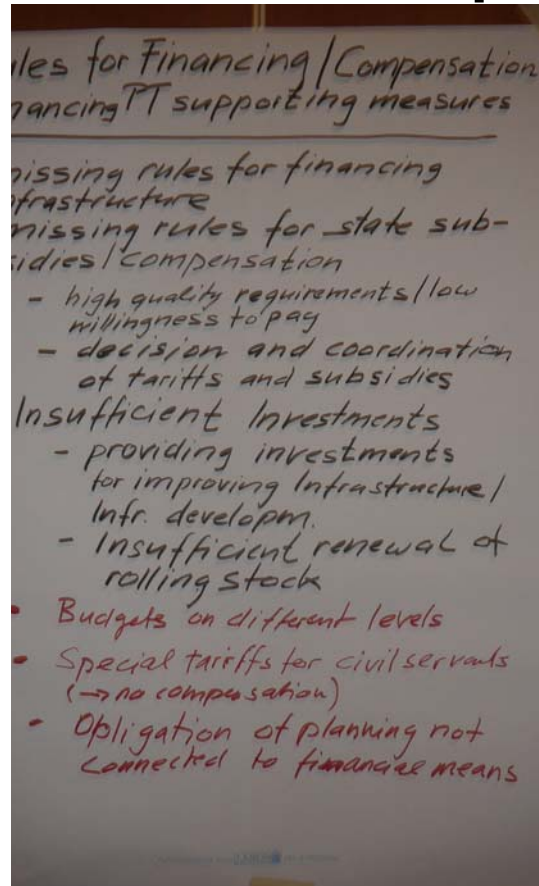 les for Financing / Compensation
nancing PT supporting measures
nissing rules for financing
frastructure
missing rules for state sub-
sidies / compensation
- high quality requirements / low
willingness to pay
- decision and coordination
of tariffs and subsidies
Insufficient Investments
- providing investments
for improving Infrastructure /
Infr. developm.
- Insufficient renewal of
rolling stock
• Budgets on different levels
• Special tariffs for civil servants
(→ no compensation)
• Obligation of planning not
connected to financial means